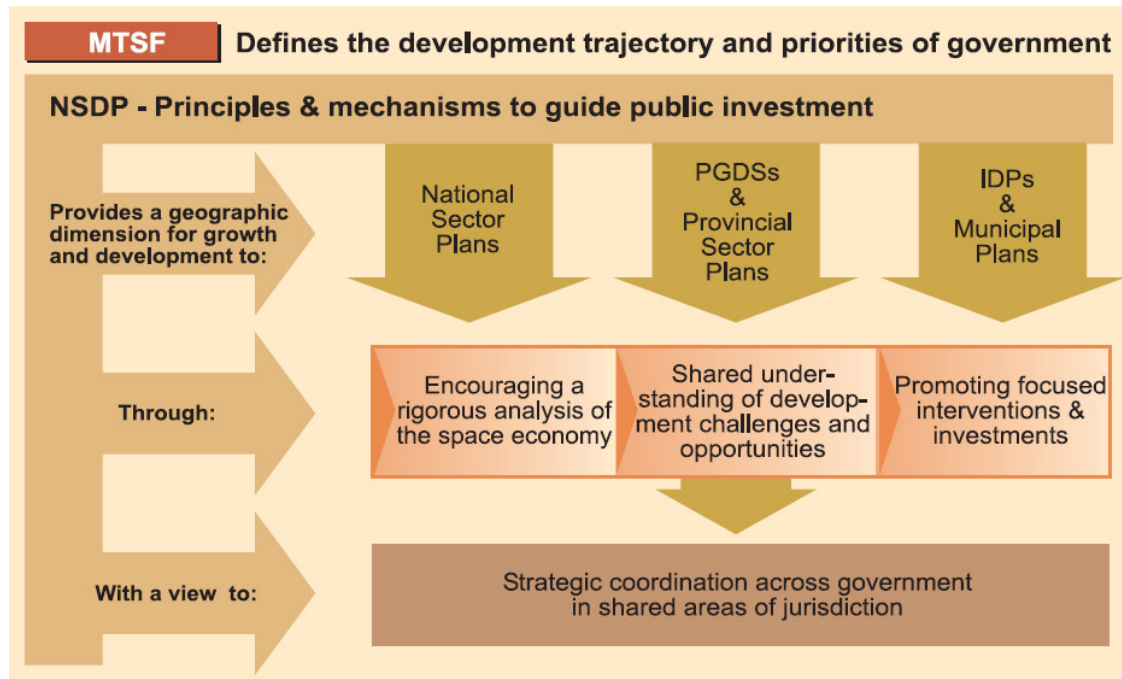 MTSF
Defines the development trajectory and priorities of government
NSDP - Principles & mechanisms to guide public investment
Provides a geographic
dimension for growth
and development to:
National
Sector
Plans
PGDSs
&
Provincial
Sector
Plans
IDPs
&
Municipal
Plans
Through:
Encouraging a
rigorous analysis of
the space economy
Shared under-
standing of develop-
ment challenges and
opportunities
Promoting focused
interventions &
investments
With a view to:
Strategic coordination across government
in shared areas of jurisdiction